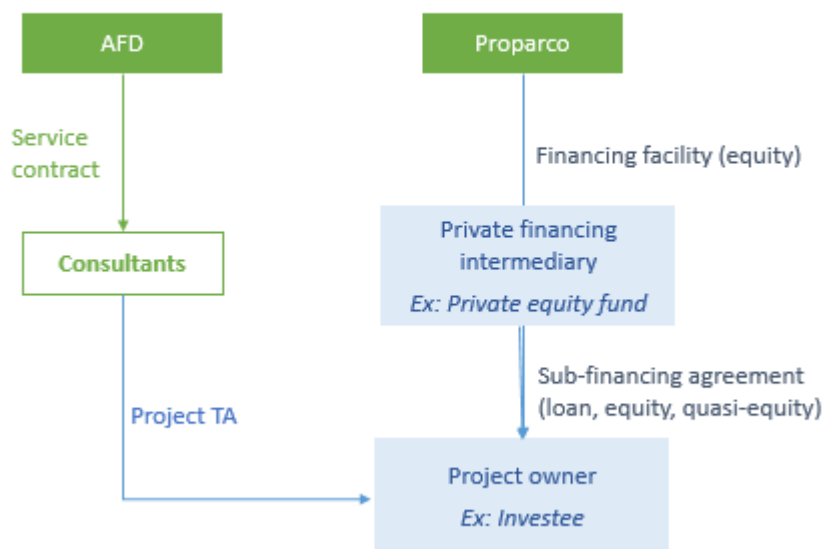 AFD
Proparco
Service
contract
Financing facility (equity)
Consultants
Private financing
intermediary
Ex: Private equity fund
Sub-financing agreement
(loan, equity, quasi-equity)
Project TA
Project owner
Ex: Investee